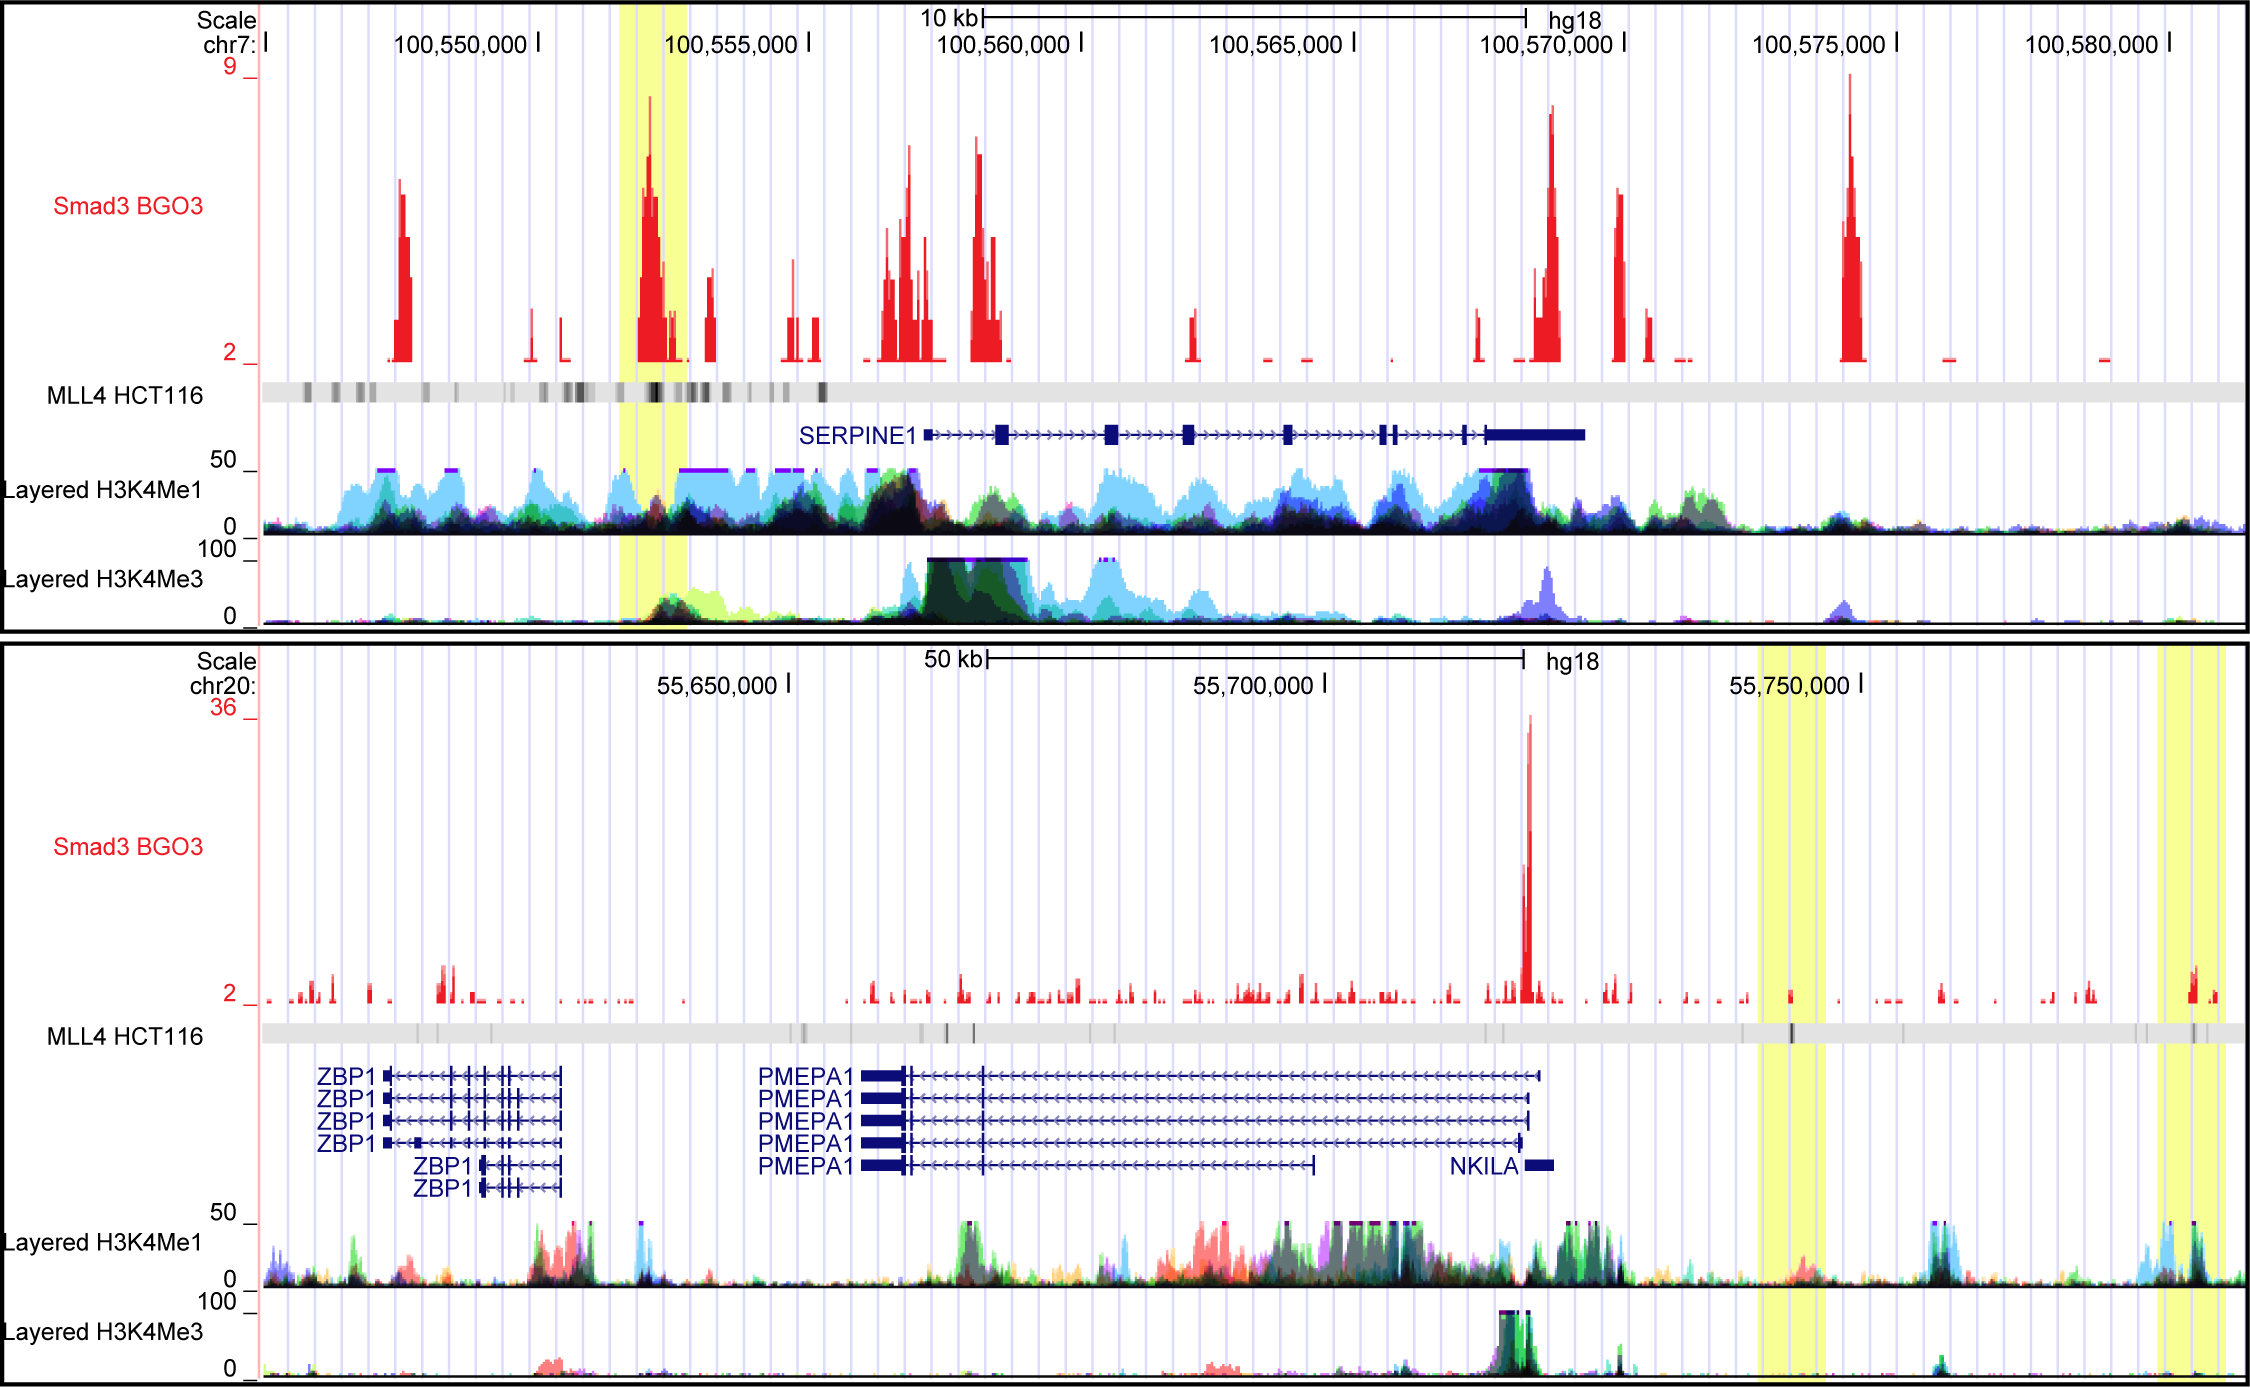 Scale 10 kb hg18
chr7: 100,550,000 100,555,000 100,560,000 100,565,000 100,570,000 100,575,000 100,580,000
9
Smad3 BGO3
2
MLL4 HCT116
SERPINE1
50
Layered H3K4Me1
0
100
Layered H3K4Me3
0
Scale 50 kb hg18
chr20: 55,650,000 55,700,000 55,750,000
36
Smad3 BGO3
2
MLL4 HCT116
ZBP1 PMEPA1
ZBP1 PMEPA1
ZBP1 PMEPA1
ZBP1 PMEPA1
ZBP1 PMEPA1 NKILA
ZBP1
50
Layered H3K4Me1
0
100
Layered H3K4Me3
0